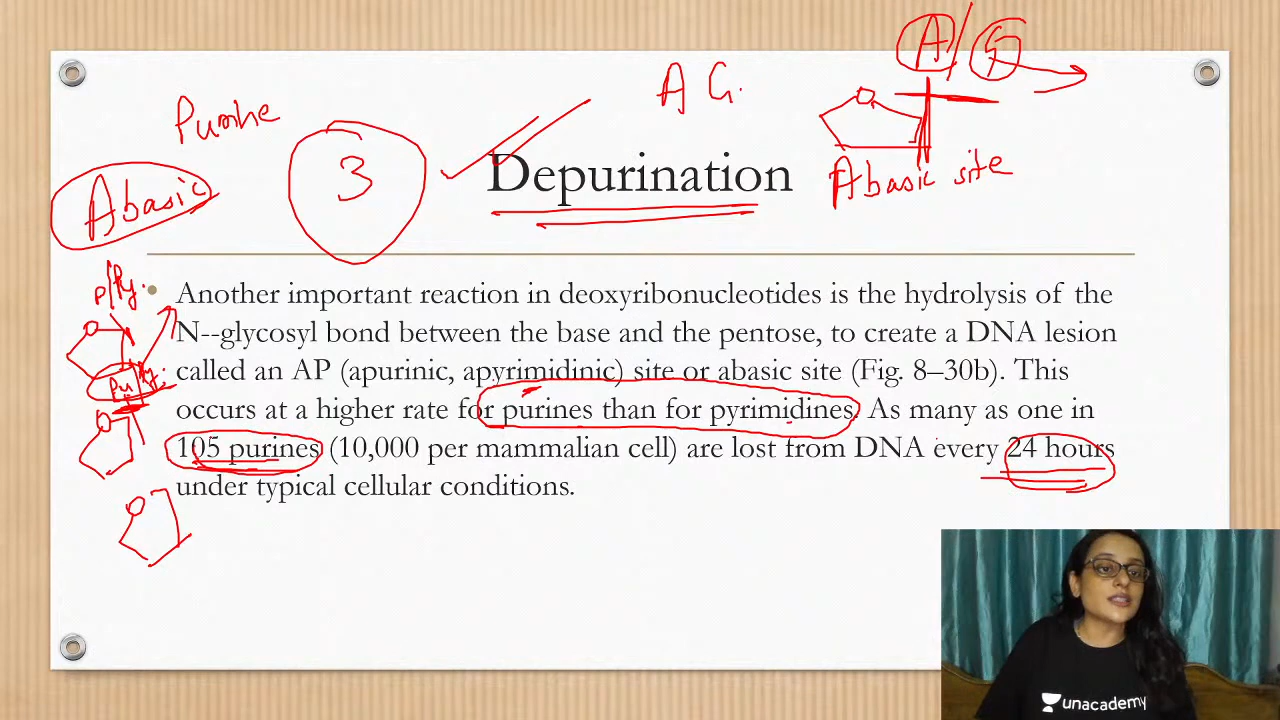 A/G
A G.
Purine
3
Depurination
Abasic
Abasic site
P/Py.
• Another important reaction in deoxyribonucleotides is the hydrolysis of the
N--glycosyl bond between the base and the pentose, to create a DNA lesion
called an AP (apurinic, apyrimidinic) site or abasic site (Fig. 8–30b). This
occurs at a higher rate for purines than for pyrimidines. As many as one in
105 purines (10,000 per mammalian cell) are lost from DNA every 24 hours
under typical cellular conditions.
O
O
Pu Py.
O
O
unacademy